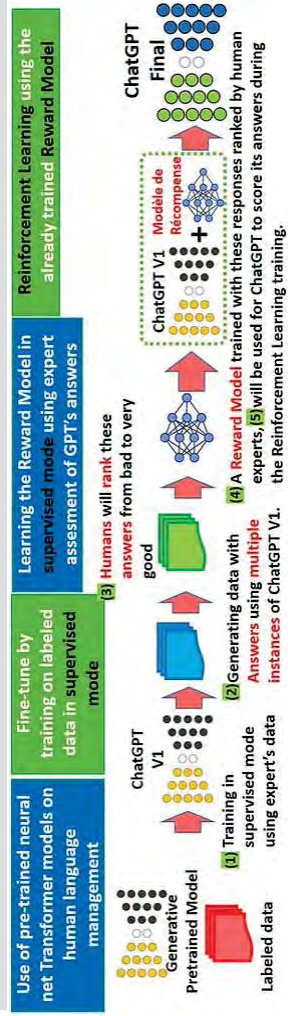 Use of pre-trained neural
net Transformer models on
human language
management
Fine-tune by
training on labeled
data in supervised
mode
Learning the Reward Model in
supervised mode using expert
assesment of GPT's answers
Reinforcement Learning using the
already trained Reward Model
Generative
Pretrained Model
Labeled data
(1) Training in
supervised mode
using expert's data
ChatGPT
V1
(2) Generating data with
Answers using multiple
instances of ChatGPT V1.
(3) Humans will rank these
answers from bad to very
good
(4) A Reward Model trained with these responses ranked by human
experts, (5) will be used for ChatGPT to score its answers during
the Reinforcement Learning training.
ChatGPT V1
Modèle de
Récompense
+
ChatGPT
Final